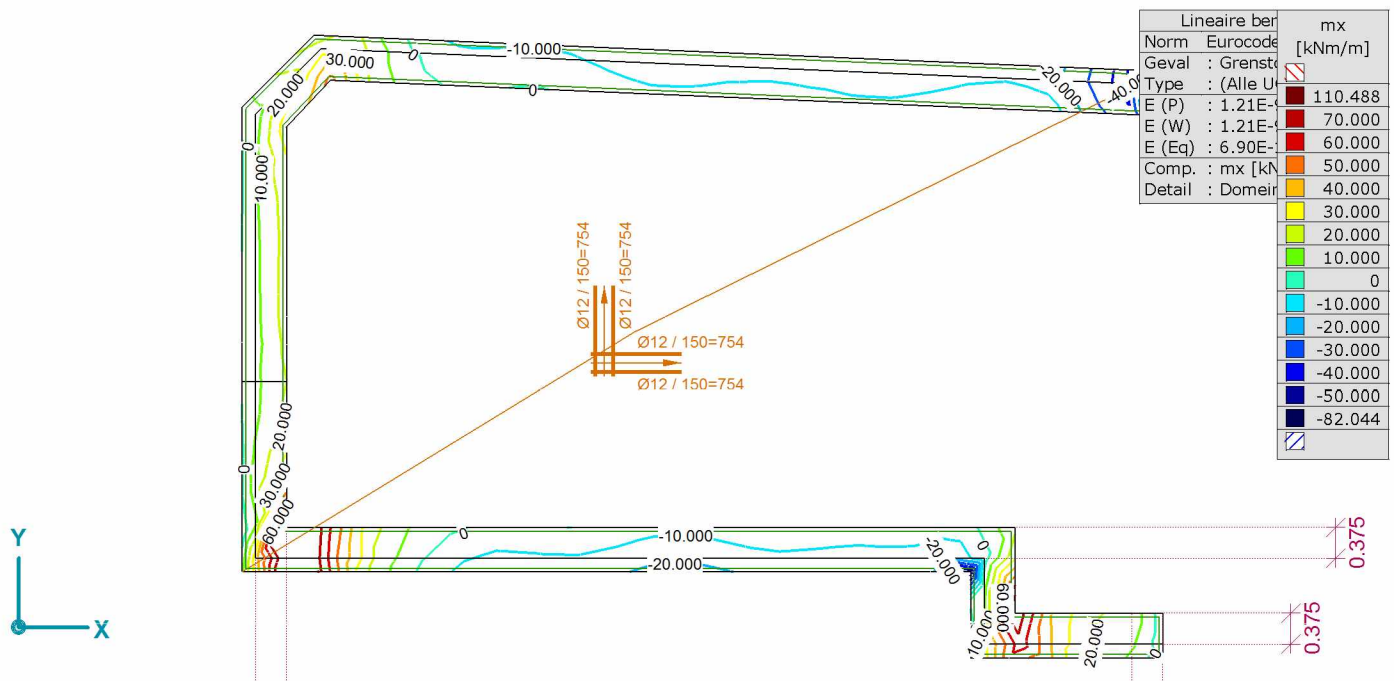 Lineaire ber
Norm Eurocode
Geval : Grensto
Type : (Alle U
E (P) : 1.21E-
E (W) : 1.21E-
E (Eq) : 6.90E-
Comp. : mx [kN
Detail : Domein
mx
[kNm/m]
110.488
70.000
60.000
50.000
40.000
30.000
20.000
10.000
0
-10.000
-20.000
-30.000
-40.000
-50.000
-82.044
-10.000
0
30.000
20.000
0
-20.000
-40.0
0
10.000
Ø12 / 150=754
Ø12 / 150=754
Ø12 / 150=754
Ø12 / 150=754
20.000
0
30.000
60.000
0
-10.000
-20.000
-20.000
0
60.000
-10.000
20.000
0
0.375
0.375
Y
X